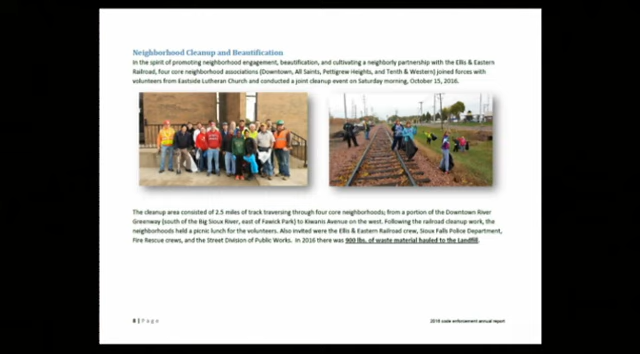 Neighborhood Cleanup and Beautification
In the spirit of promoting neighborhood engagement, beautification, and cultivating a neighborly partnership with the Ellis & Eastern
Railroad, four core neighborhood associations (Downtown, All Saints, Pettigrew Heights, and Tenth & Western) joined forces with
volunteers from Eastside Lutheran Church and conducted a joint cleanup event on Saturday morning, October 15, 2016.
The cleanup area consisted of 2.5 miles of track traversing through four core neighborhoods; from a portion of the Downtown River
Greenway (south of the Big Sioux River, east of Fawick Park) to Kiwanis Avenue on the west. Following the railroad cleanup work, the
neighborhoods held a picnic lunch for the volunteers. Also invited were the Ellis & Eastern Railroad crew, Sioux Falls Police Department,
Fire Rescue crews, and the Street Division of Public Works. In 2016 there was 900 lbs. of waste material hauled to the Landfill.
8 | Page
2016 code enforcement annual report